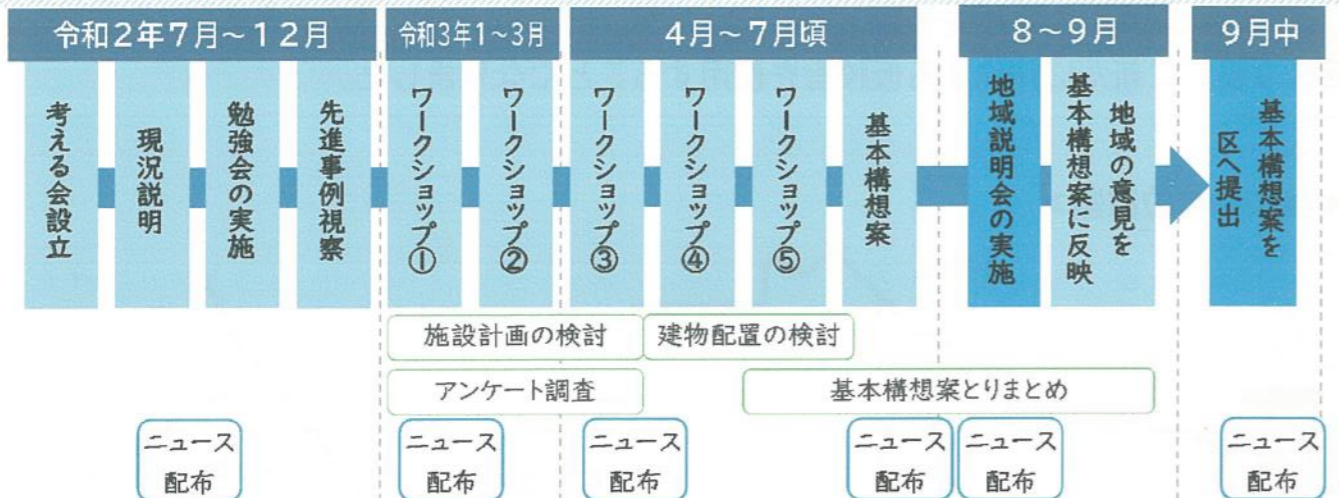 令和2年7月～12月
令和3年1～3月
4月～7月頃
8～9月
9月中
考える会設立
現況説明
勉強会の実施
先進事例視察
ワークショップ①
ワークショップ②
ワークショップ③
ワークショップ④
ワークショップ⑤
基本構想案
地域説明会の実施
地域の意見を
基本構想案に反映
基本構想案を
区へ提出
施設計画の検討
建物配置の検討
アンケート調査
基本構想案とりまとめ
ニュース
配布
ニュース
配布
ニュース
配布
ニュース
配布
ニュース
配布
ニュース
配布